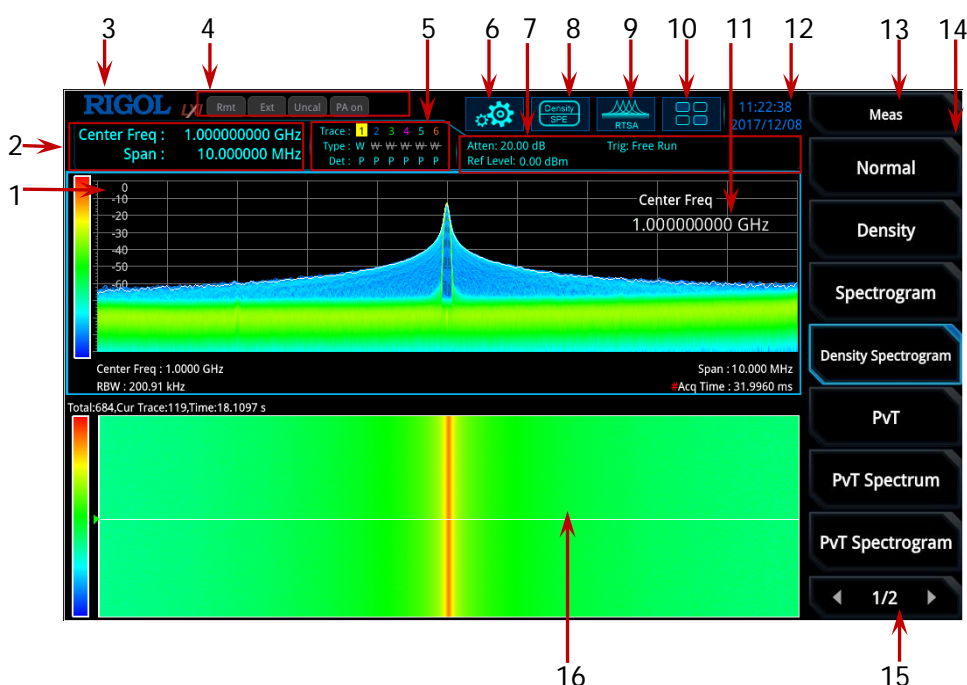 3 4 5 6 7 8 9 10 11 12 13 14
RIGOL LXI Rmt Ext Uncal PA on
Density
SPE
RTSA
11:22:38
2017/12/08
Meas
2
Center Freq : 1.000000000 GHz
Span : 10.000000 MHz
Trace : 1 2 3 4 5 6
Type : W W W W W W
Det : P P P P P P
Atten: 20.00 dB Trig: Free Run
Ref Level: 0.00 dBm
1
0
-10
-20
-30
-40
-50
-60
Center Freq
1.000000000 GHz
Center Freq : 1.0000 GHz Span : 10.000 MHz
RBW : 200.91 kHz #Acq Time : 31.9960 ms
Total:684,Cur Trace:119,Time:18.1097 s
Normal
Density
Spectrogram
Density Spectrogram
PvT
PvT Spectrum
PvT Spectrogram
1/2
16 15